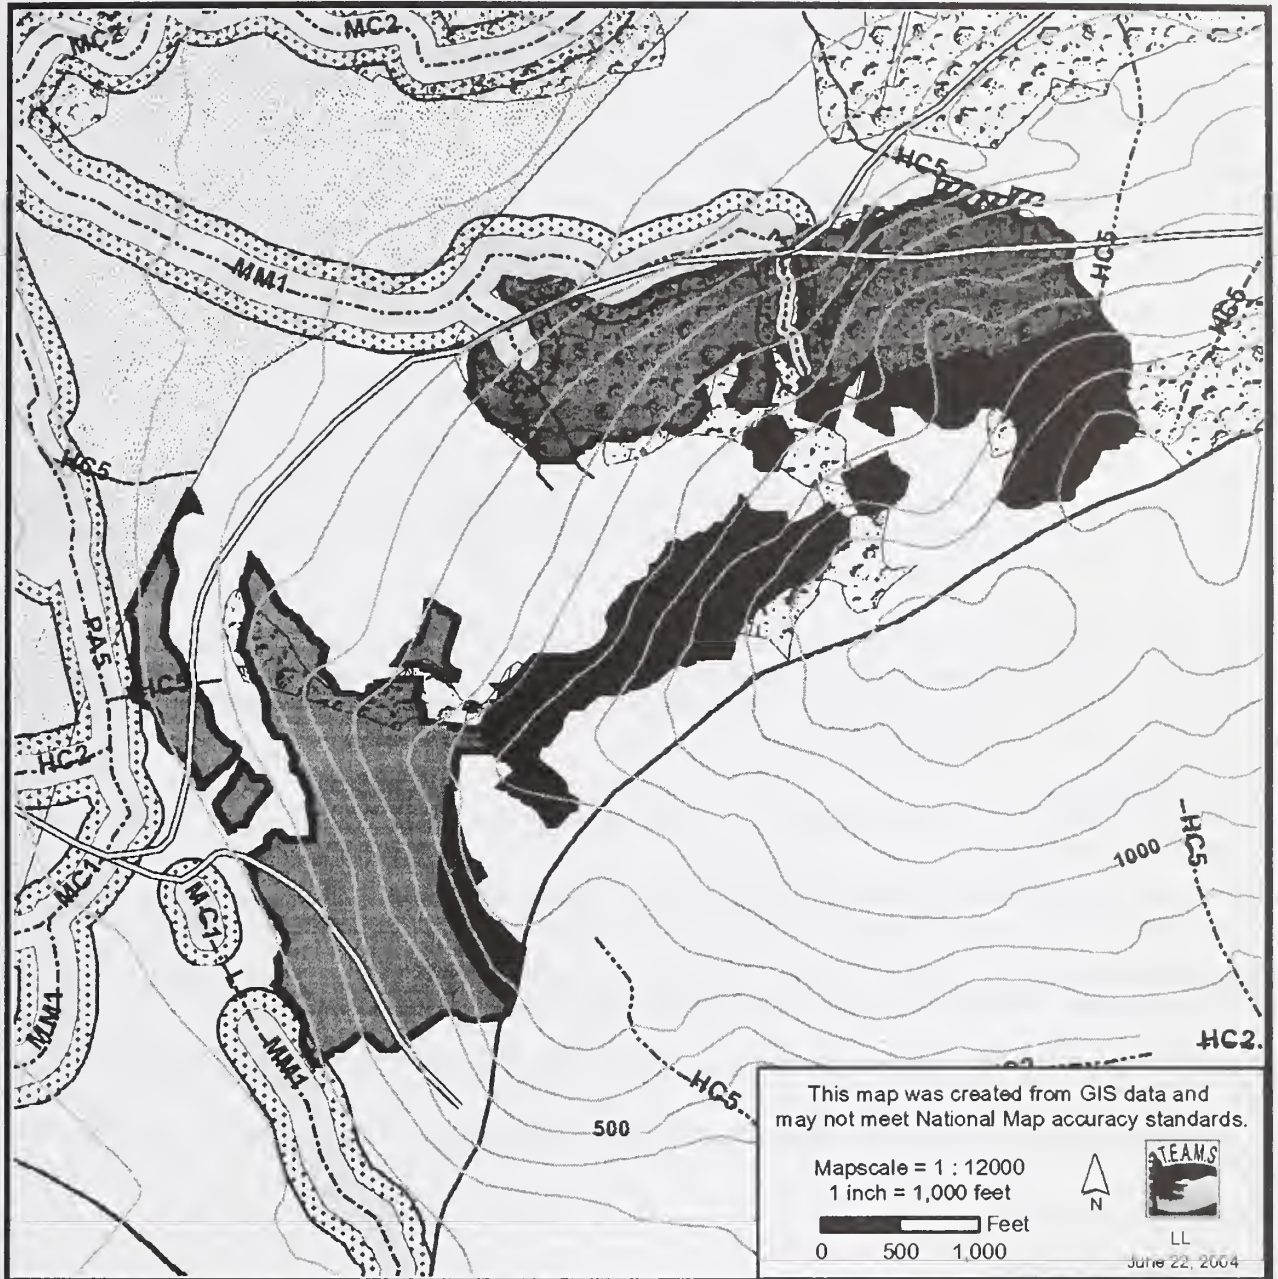 MC2
MC2
HC5
MM1
HC5
HC5
HC5
PA5
HC5
HC2
MC1
MC1
MM1
MM1
1000
HC5
HC2.
HC5
500
This map was created from GIS data and
may not meet National Map accuracy standards.
Mapscale = 1 : 12000
1 inch = 1,000 feet
N
T.E.A.M.S
Feet
0 500 1,000
LL
June 22, 2004